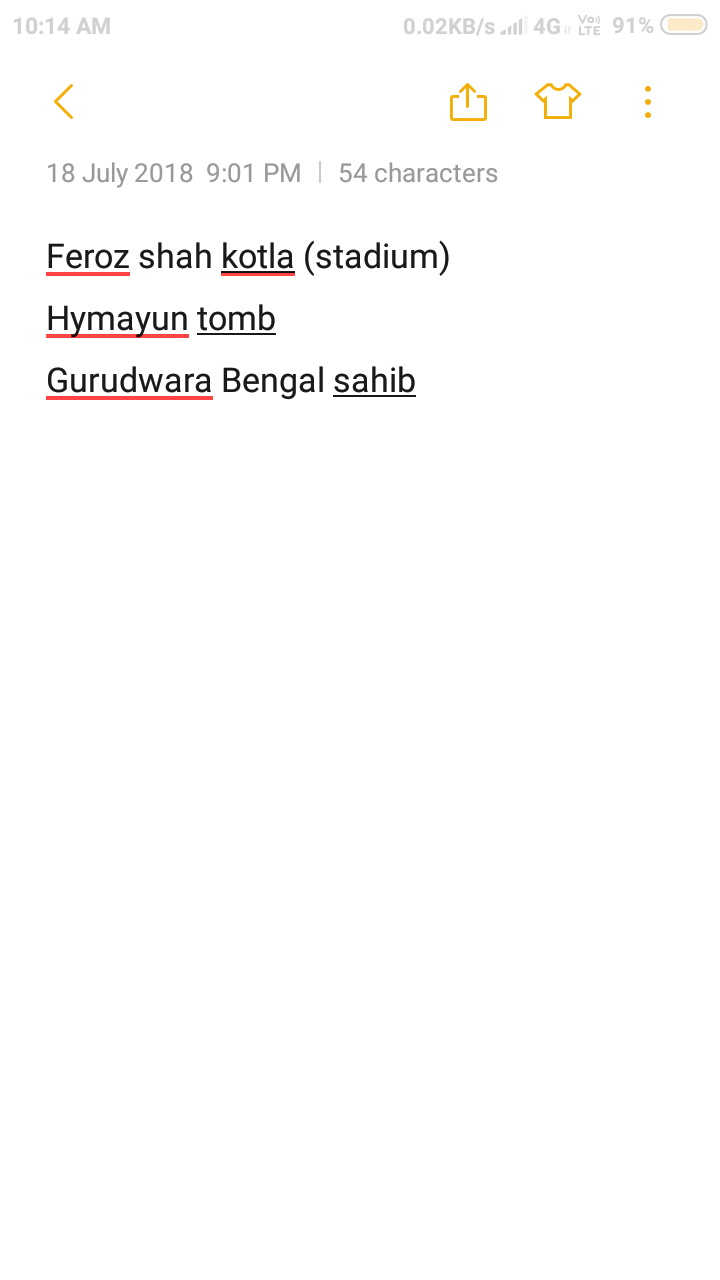 10:14 AM 0.02KB/s 4G Vo)) LTE 91%
18 July 2018 9:01 PM | 54 characters
Feroz shah kotla (stadium)
Hymayun tomb
Gurudwara Bengal sahib